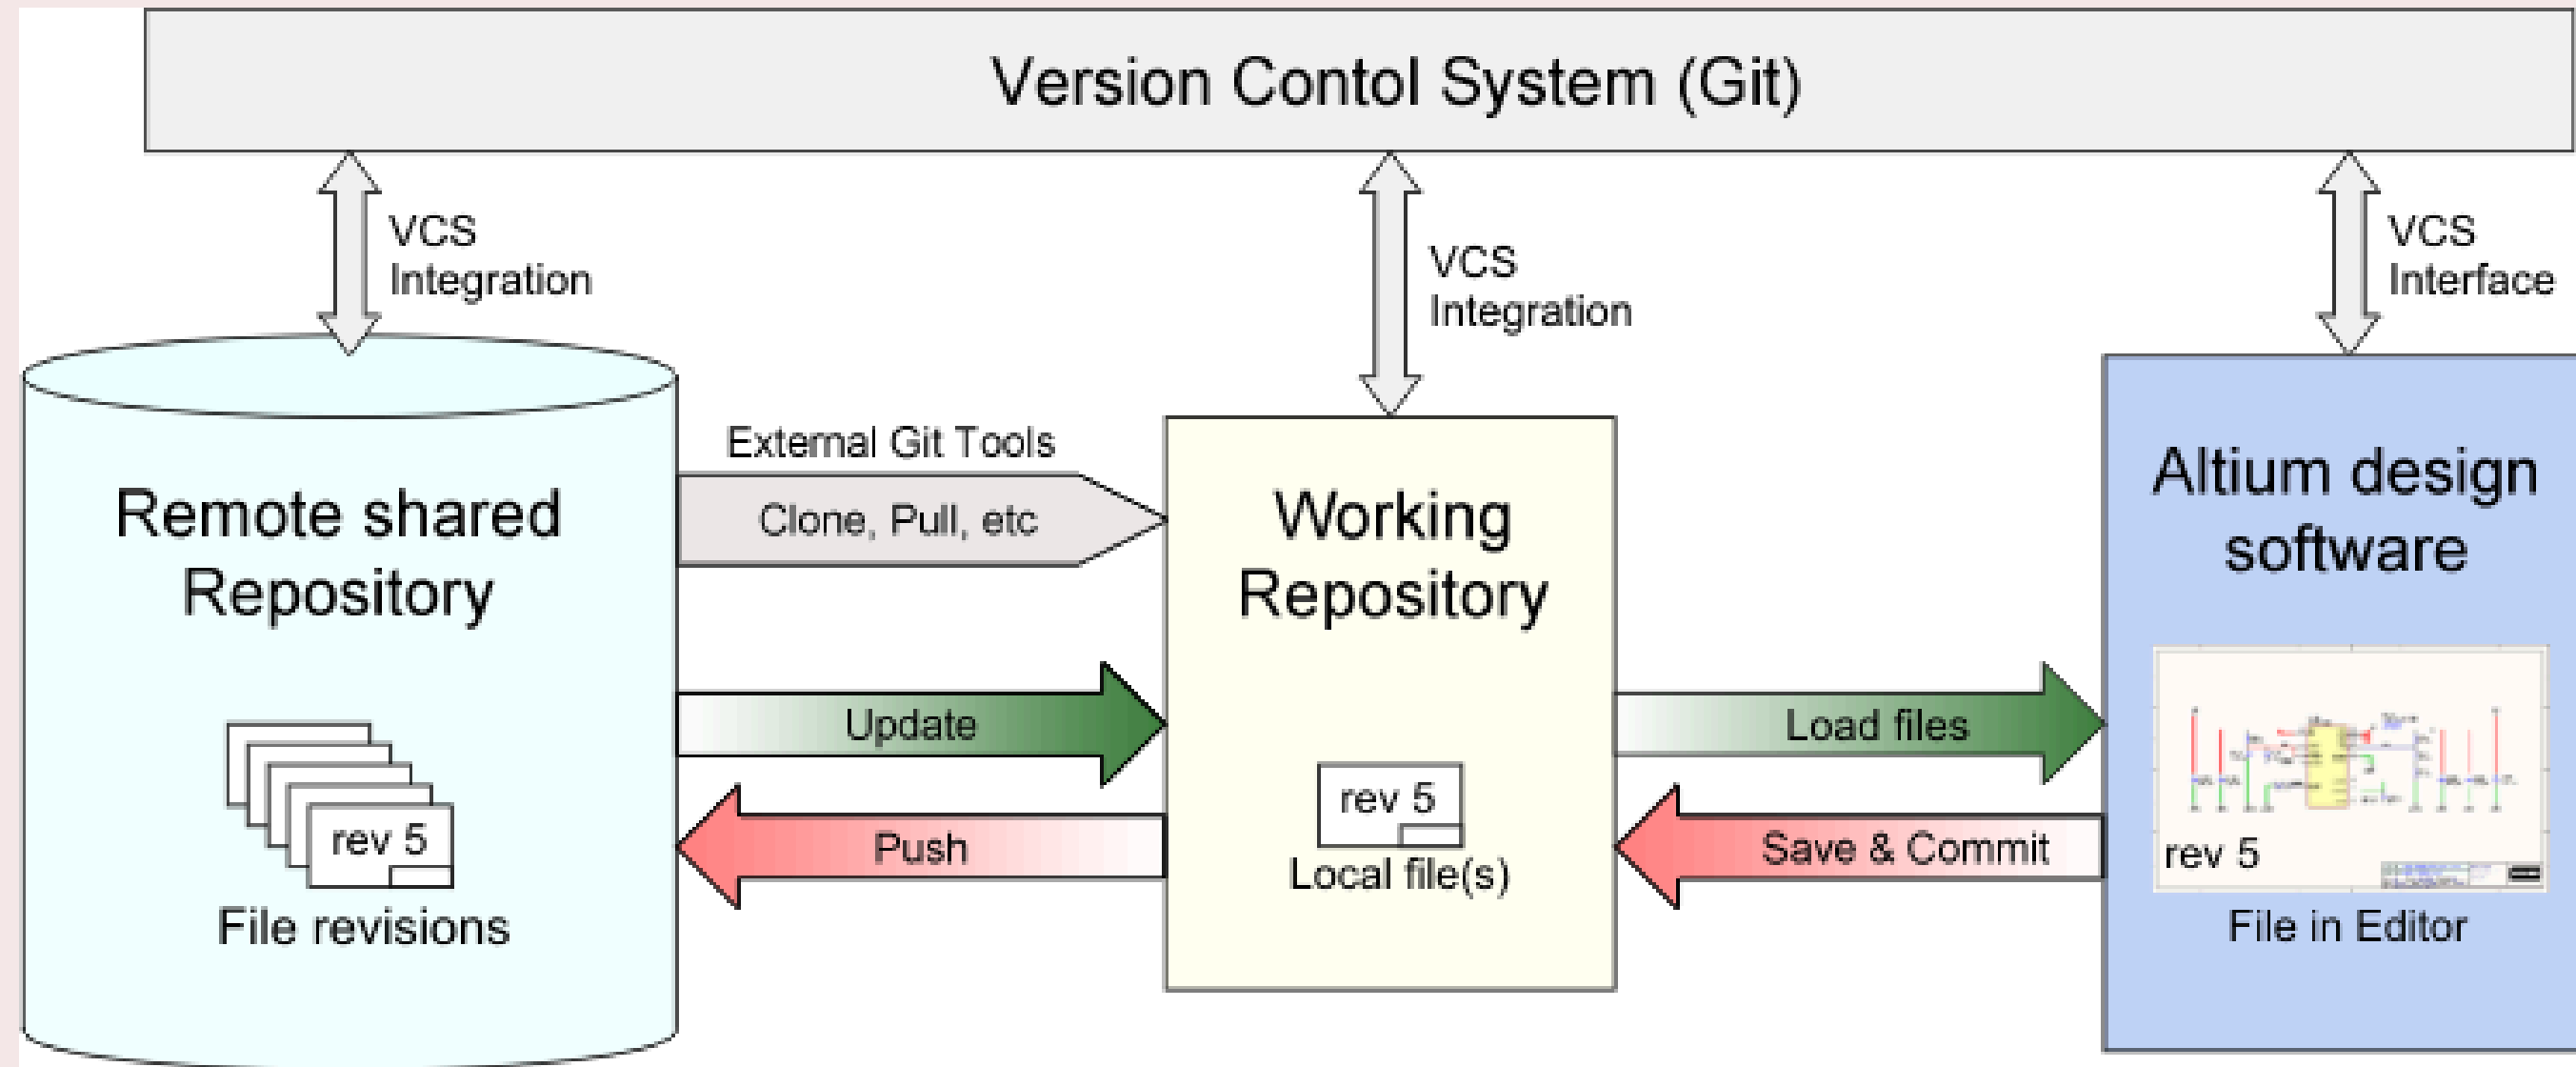 Version Contol System (Git)
VCS
Integration
VCS
Integration
VCS
Interface
External Git Tools
Clone, Pull, etc
Remote shared
Repository
Working
Repository
Altium design
software
Update
Load files
Push
Save & Commit
rev 5
File revisions
rev 5
Local file(s)
rev 5
File in Editor